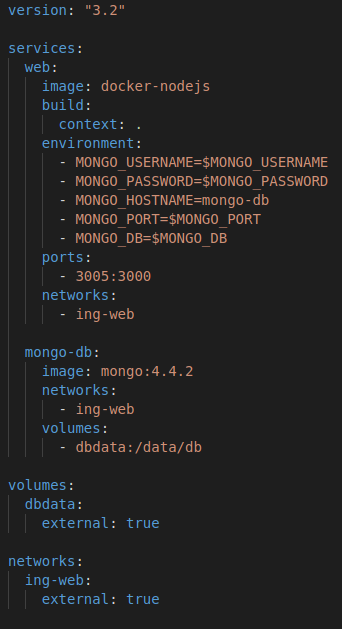 version: "3.2"

services:
  web:
    image: docker-nodejs
    build:
      context: .
    environment:
      - MONGO_USERNAME=$MONGO_USERNAME
      - MONGO_PASSWORD=$MONGO_PASSWORD
      - MONGO_HOSTNAME=mongo-db
      - MONGO_PORT=$MONGO_PORT
      - MONGO_DB=$MONGO_DB
    ports:
      - 3005:3000
    networks:
      - ing-web

  mongo-db:
    image: mongo:4.4.2
    networks:
      - ing-web
    volumes:
      - dbdata:/data/db

volumes:
  dbdata:
    external: true

networks:
  ing-web:
    external: true